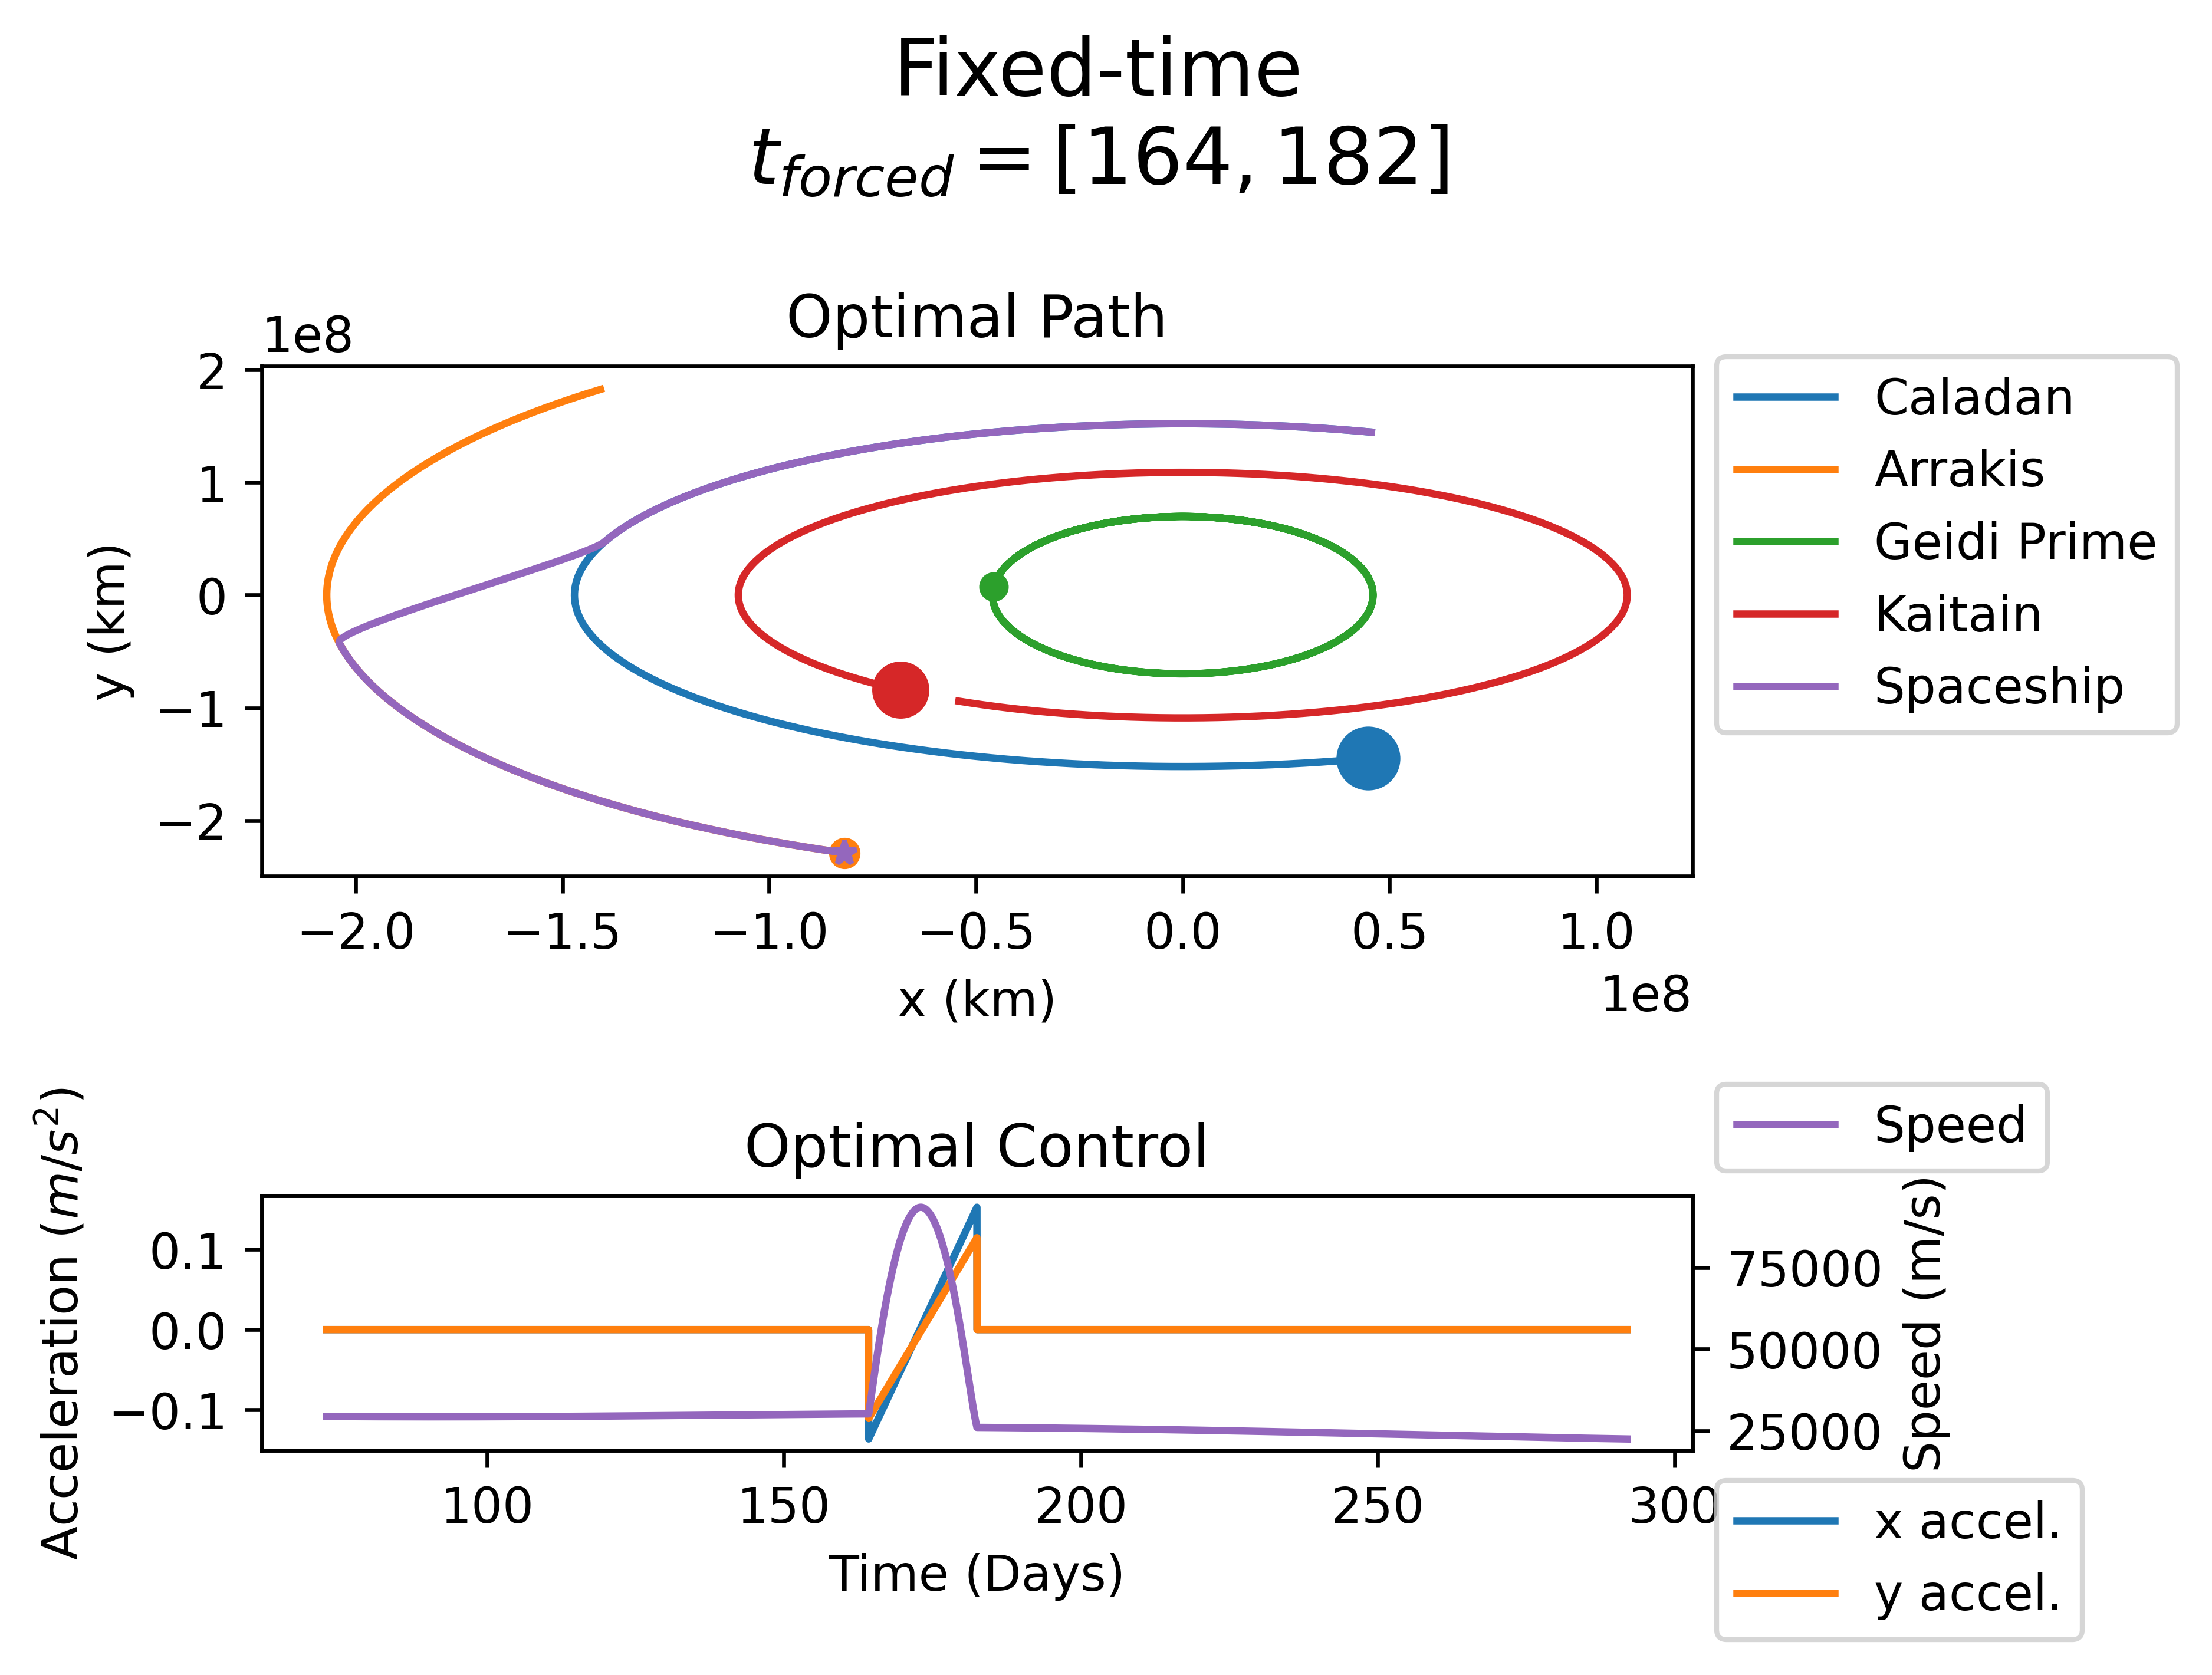 Fixed-time
t_{forced} = [164, 182]
Optimal Path
1e8
2
1
0
−1
−2
y (km)
−2.0 −1.5 −1.0 −0.5 0.0 0.5 1.0
1e8
x (km)
Caladan
Arrakis
Geidi Prime
Kaitain
Spaceship
Optimal Control
Acceleration (m/s²)
0.1
0.0
−0.1
Speed
75000
50000
25000
Speed (m/s)
100 150 200 250 300
Time (Days)
x accel.
y accel.